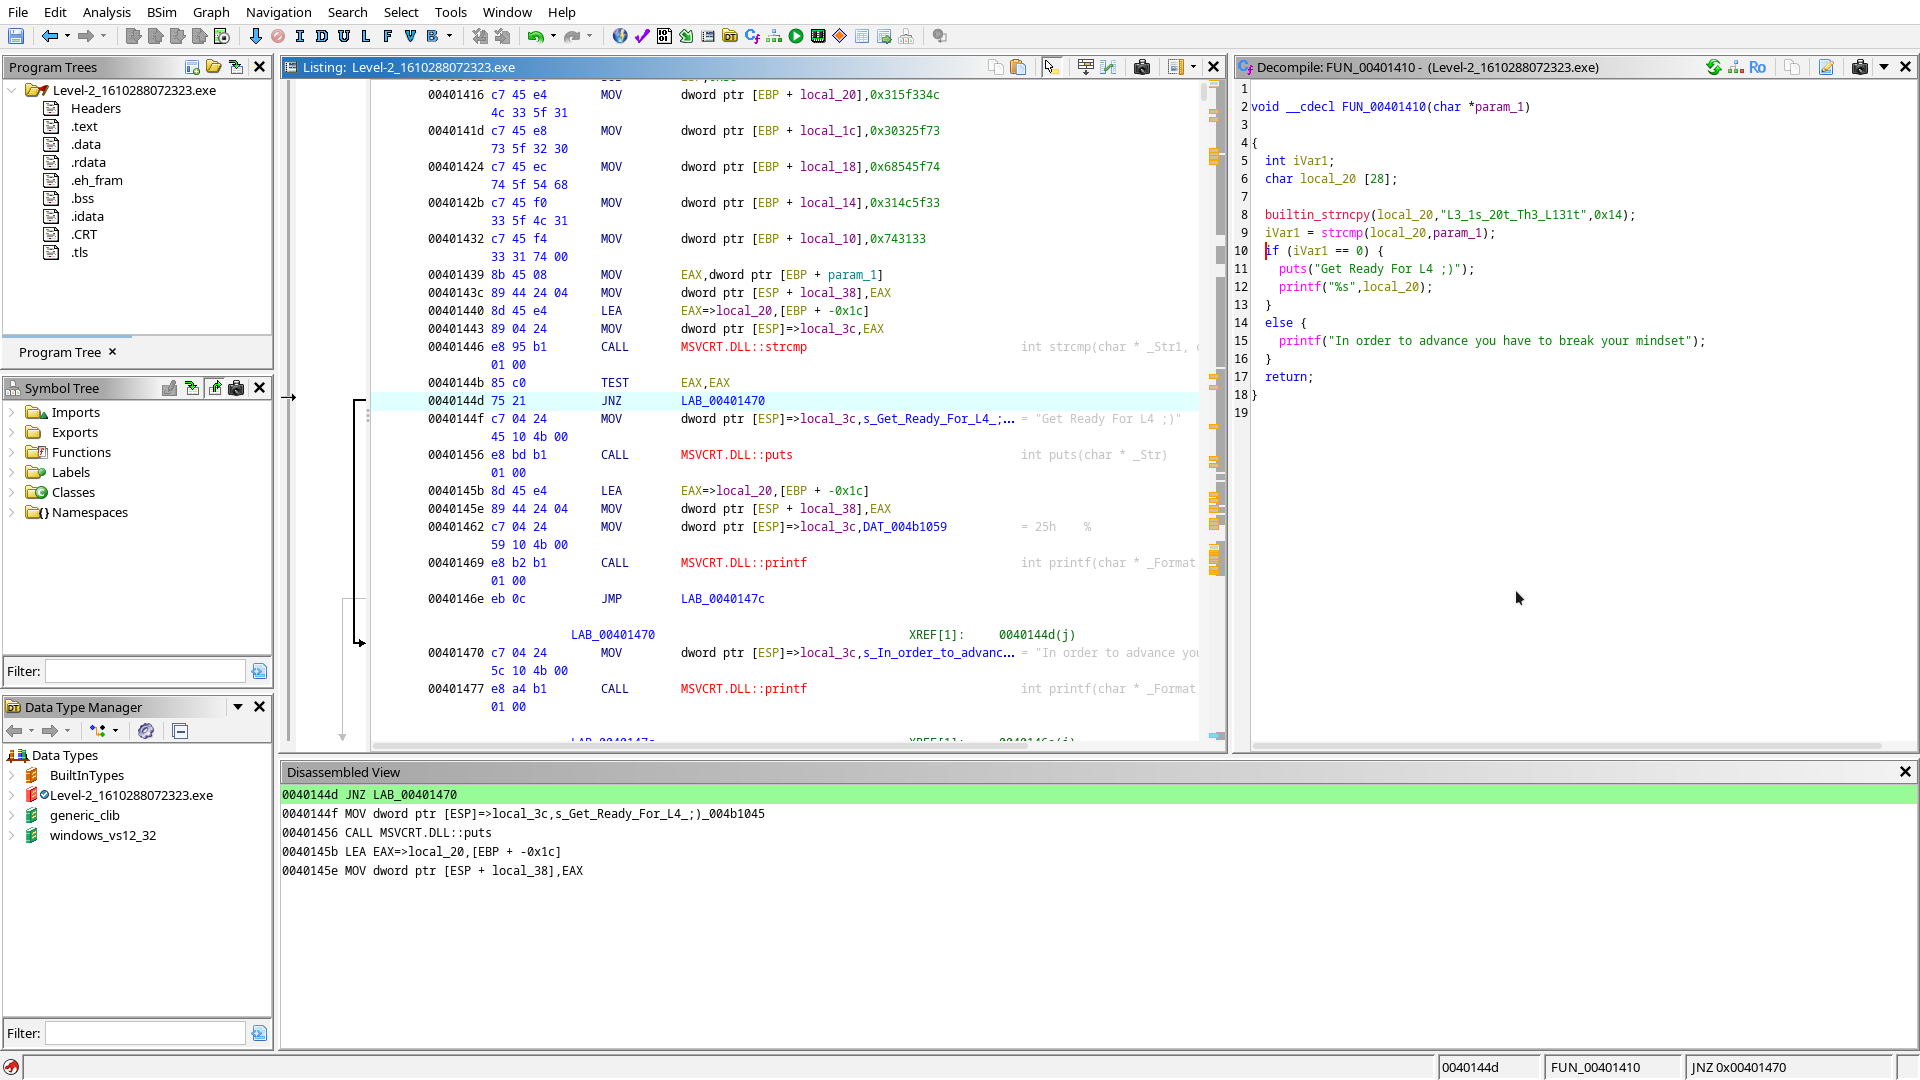 File Edit Analysis BSim Graph Navigation Search Select Tools Window Help
I D U L F V B
Program Trees
Level-2_1610288072323.exe
Headers
.text
.data
.rdata
.eh_fram
.bss
.idata
.CRT
.tls
Program Tree
Symbol Tree
Imports
Exports
Functions
Labels
Classes
Namespaces
Filter:
Data Type Manager
Data Types
BuiltInTypes
Level-2_1610288072323.exe
generic_clib
windows_vs12_32
Filter:
Listing: Level-2_1610288072323.exe
00401416 c7 45 e4 MOV dword ptr [EBP + local_20],0x315f334c
4c 33 5f 31
0040141d c7 45 e8 MOV dword ptr [EBP + local_1c],0x30325f73
73 5f 32 30
00401424 c7 45 ec MOV dword ptr [EBP + local_18],0x68545f74
74 5f 54 68
0040142b c7 45 f0 MOV dword ptr [EBP + local_14],0x314c5f33
33 5f 4c 31
00401432 c7 45 f4 MOV dword ptr [EBP + local_10],0x743133
33 31 74 00
00401439 8b 45 08 MOV EAX,dword ptr [EBP + param_1]
0040143c 89 44 24 04 MOV dword ptr [ESP + local_38],EAX
00401440 8d 45 e4 LEA EAX=>local_20,[EBP + -0x1c]
00401443 89 04 24 MOV dword ptr [ESP]=>local_3c,EAX
00401446 e8 95 b1 CALL MSVCRT.DLL::strcmp int strcmp(char * _Str1,
01 00
0040144b 85 c0 TEST EAX,EAX
0040144d 75 21 JNZ LAB_00401470
0040144f c7 04 24 MOV dword ptr [ESP]=>local_3c,s_Get_Ready_For_L4_;... = "Get Ready For L4 ;)"
45 10 4b 00
00401456 e8 bd b1 CALL MSVCRT.DLL::puts int puts(char * _Str)
01 00
0040145b 8d 45 e4 LEA EAX=>local_20,[EBP + -0x1c]
0040145e 89 44 24 04 MOV dword ptr [ESP + local_38],EAX
00401462 c7 04 24 MOV dword ptr [ESP]=>local_3c,DAT_004b1059 = 25h %
59 10 4b 00
00401469 e8 b2 b1 CALL MSVCRT.DLL::printf int printf(char * _Format
01 00
0040146e eb 0c JMP LAB_0040147c
LAB_00401470 XREF[1]: 0040144d(j)
00401470 c7 04 24 MOV dword ptr [ESP]=>local_3c,s_In_order_to_advanc... = "In order to advance you
5c 10 4b 00
00401477 e8 a4 b1 CALL MSVCRT.DLL::printf int printf(char * _Format
01 00
Decompile: FUN_00401410 - (Level-2_1610288072323.exe)
Ro
1
2 void __cdecl FUN_00401410(char *param_1)
3
4 {
5 int iVar1;
6 char local_20 [28];
7
8 builtin_strncpy(local_20,"L3_1s_20t_Th3_L131t",0x14);
9 iVar1 = strcmp(local_20,param_1);
10 if (iVar1 == 0) {
11 puts("Get Ready For L4 ;)");
12 printf("%s",local_20);
13 }
14 else {
15 printf("In order to advance you have to break your mindset");
16 }
17 return;
18 }
19
Disassembled View
0040144d JNZ LAB_00401470
0040144f MOV dword ptr [ESP]=>local_3c,s_Get_Ready_For_L4_;)_004b1045
00401456 CALL MSVCRT.DLL::puts
0040145b LEA EAX=>local_20,[EBP + -0x1c]
0040145e MOV dword ptr [ESP + local_38],EAX
0040144d FUN_00401410 JNZ 0x00401470